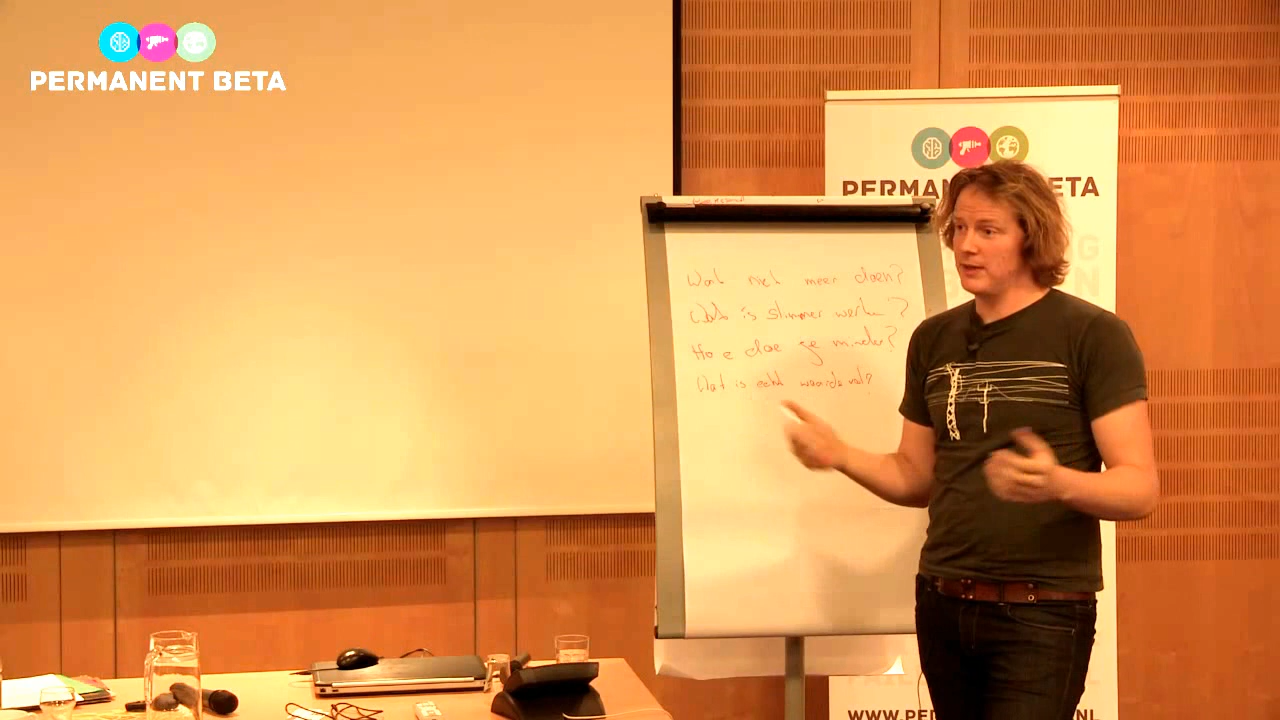 PERMANENT BETA
PERMAN BETA
Wat niet meer doen?
Wat is slimmer werken?
Hoe doe je minder?
Wat is echt waardevol?
WWW.PE NL